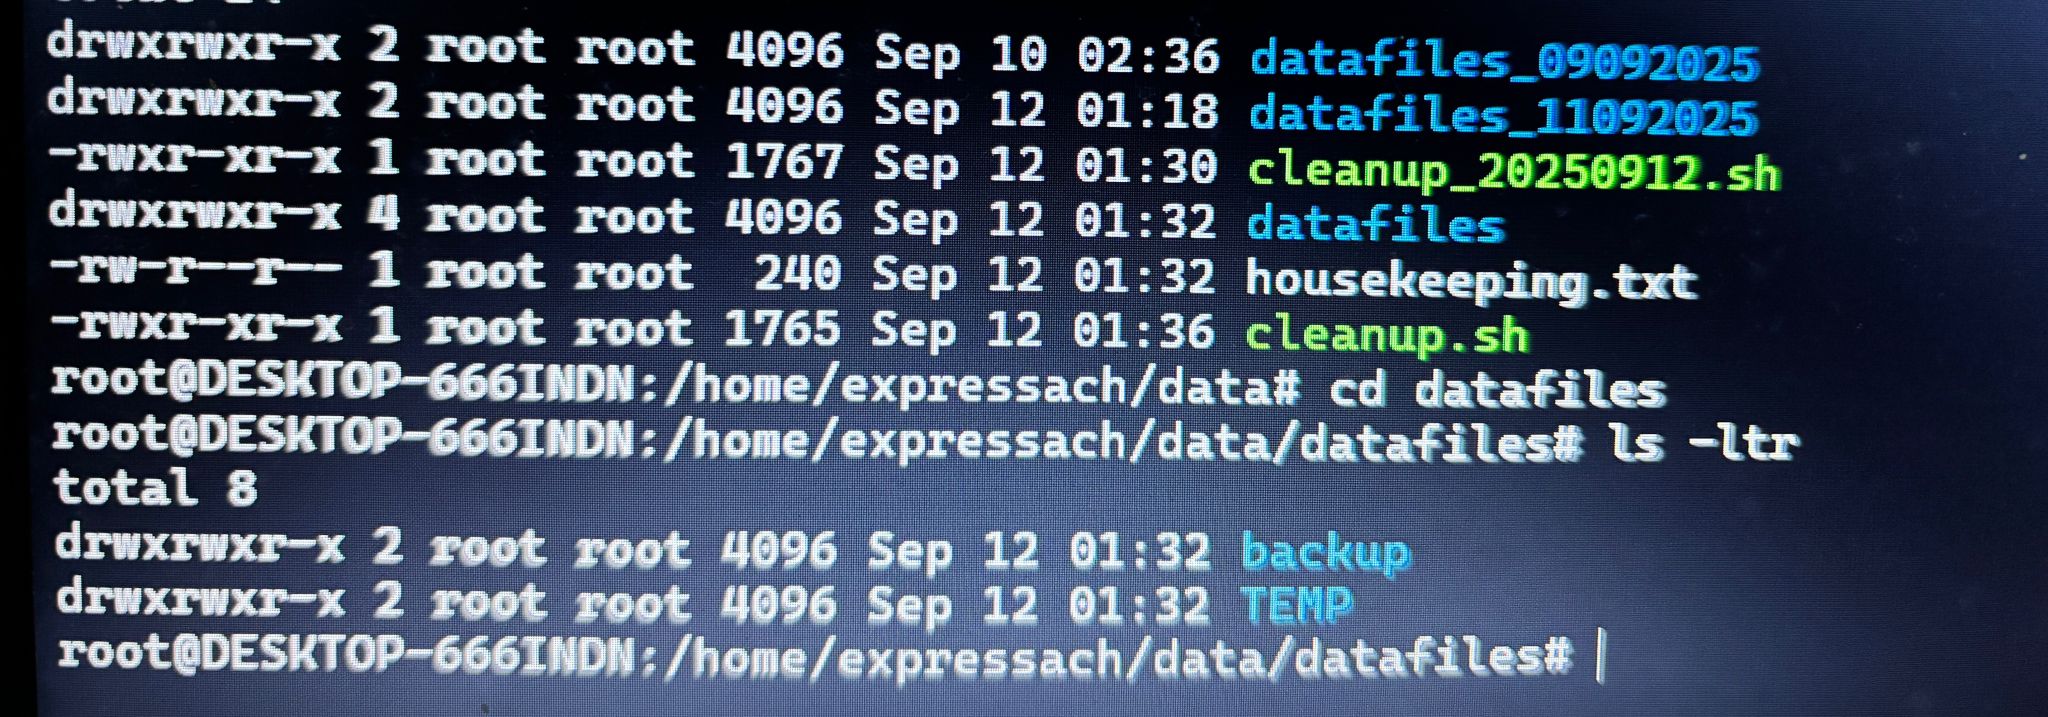 drwxrwxr-x 2 root root 4096 Sep 10 02:36 datafiles_09092025
drwxrwxr-x 2 root root 4096 Sep 12 01:18 datafiles_11092025
-rwxr-xr-x 1 root root 1767 Sep 12 01:30 cleanup_20250912.sh
drwxrwxr-x 4 root root 4096 Sep 12 01:32 datafiles
-rw-r--r-- 1 root root  240 Sep 12 01:32 housekeeping.txt
-rwxr-xr-x 1 root root 1765 Sep 12 01:36 cleanup.sh
root@DESKTOP-666INDN:/home/expressach/data# cd datafiles
root@DESKTOP-666INDN:/home/expressach/data/datafiles# ls -ltr
total 8
drwxrwxr-x 2 root root 4096 Sep 12 01:32 backup
drwxrwxr-x 2 root root 4096 Sep 12 01:32 TEMP
root@DESKTOP-666INDN:/home/expressach/data/datafiles#